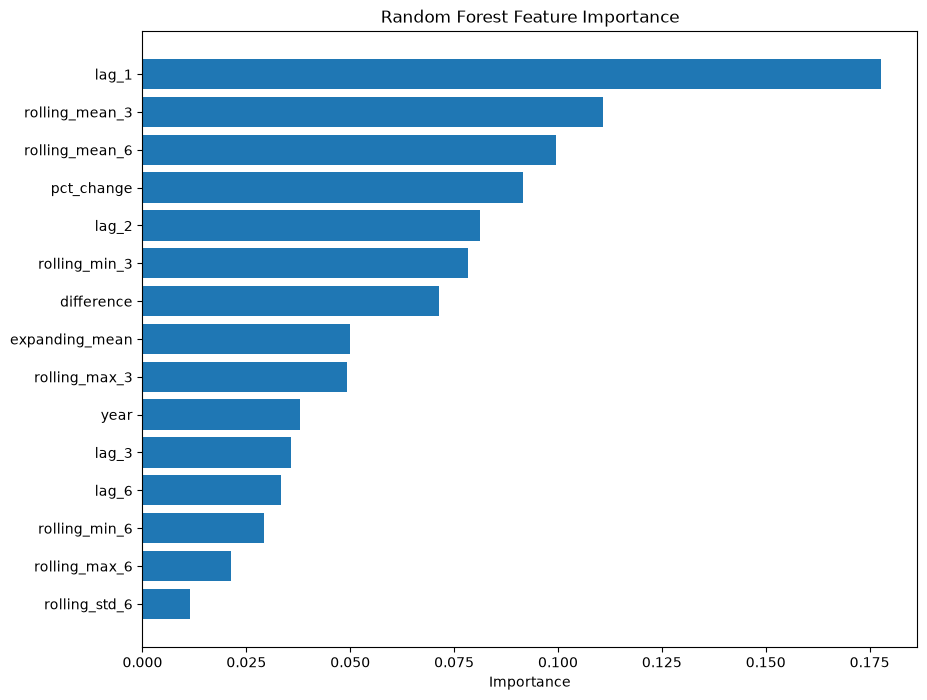 Random Forest Feature Importance
lag_1
rolling_mean_3
rolling_mean_6
pct_change
lag_2
rolling_min_3
difference
expanding_mean
rolling_max_3
year
lag_3
lag_6
rolling_min_6
rolling_max_6
rolling_std_6
0.000 0.025 0.050 0.075 0.100 0.125 0.150 0.175
Importance